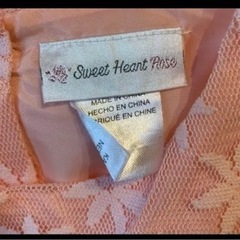 Sweet Heart Rose
MADE IN CHINA
HECHO EN CHINA
FABRIQUÉ EN CHINE